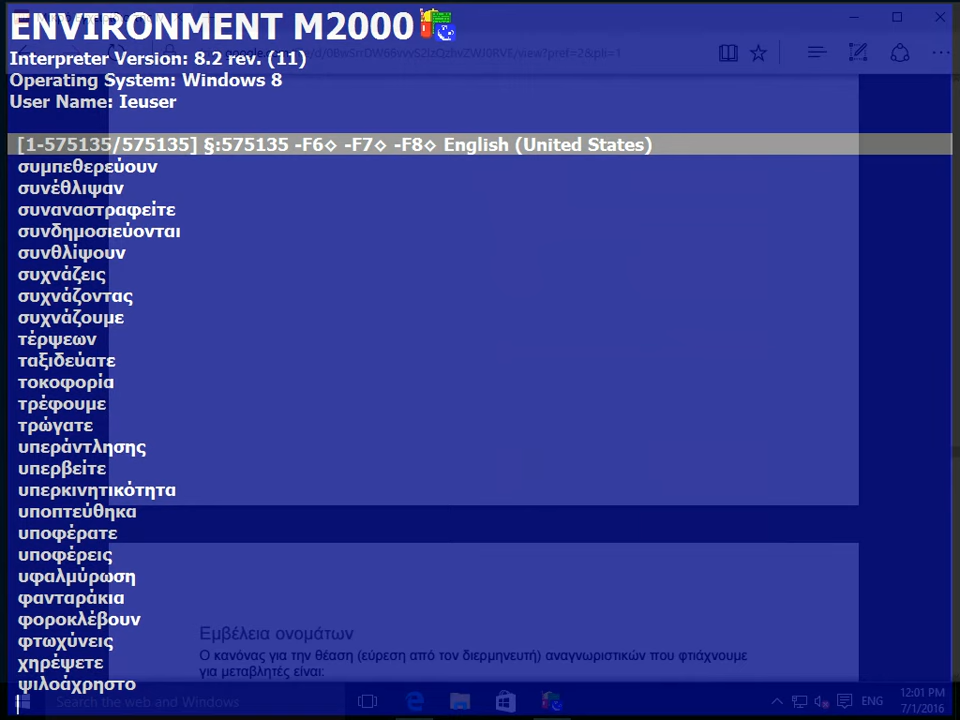 ENVIRONMENT M2000
Interpreter Version: 8.2 rev. (11)
Operating System: Windows 8
User Name: Ieuser
[1-575135/575135] §:575135 -F6◊ -F7◊ -F8◊ English (United States)
συμπεθερεύουν
συνέθλιψαν
συναναστραφείτε
συνδημοσιεύονται
συνθλίψουν
συχνάζεις
συχνάζοντας
συχνάζουμε
τέρψεων
ταξιδεύατε
τοκοφορία
τρέφουμε
τρώγατε
υπεράντλησης
υπερβείτε
υπερκινητικότητα
υποπτεύθηκα
υποφέρατε
υποφέρεις
υφαλμύρωση
φανταράκια
φοροκλέβουν
φτωχύνεις
χηρέψετε
ψιλοάχρηστο
Εμβέλεια ονομάτων
Ο κανόνας για την θέαση (εύρεση από τον διερμηνευτή) αναγνωριστικών που φτιάχνουμε
για μεταβλητές είναι:
Search the web and Windows
ENG
12:01 PM
7/1/2016